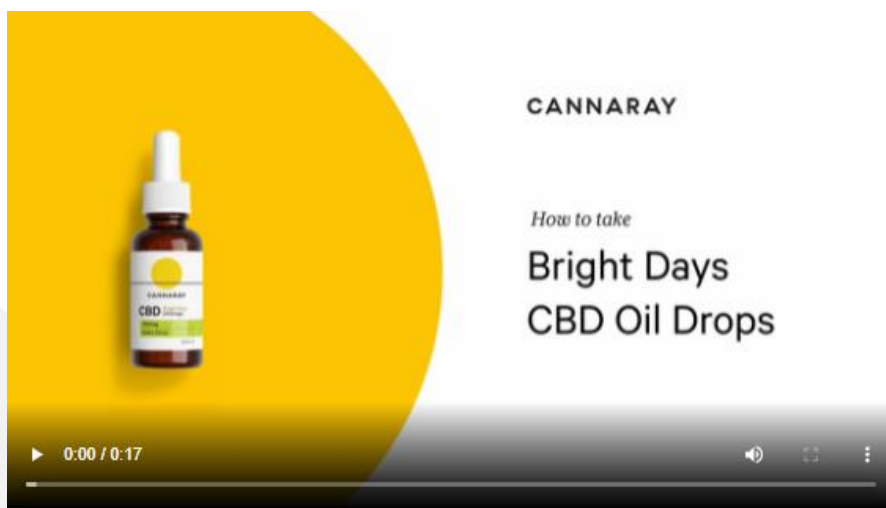 CANNARAY
How to take
Bright Days
CBD Oil Drops
CANNARAY
CBD
0:00 / 0:17